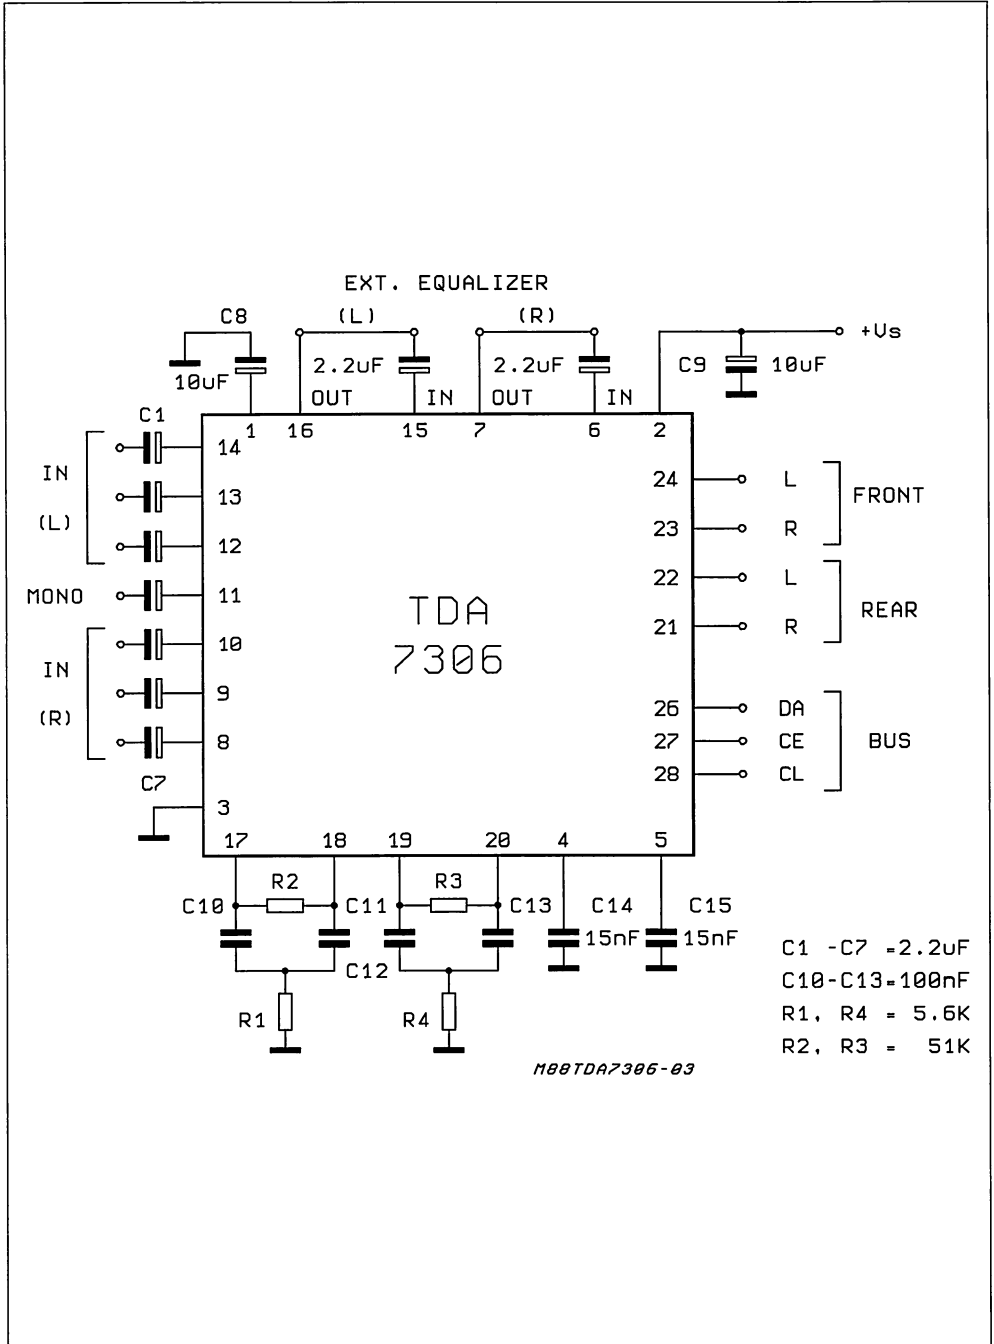 EXT. EQUALIZER
C8
(L)
(R)
+Vs
10uF
2.2uF
2.2uF
C9
10uF
OUT
IN
OUT
IN
C1
1
16
15
7
6
2
14
IN
(L)
13
12
MONO
11
10
IN
(R)
9
8
C7
3
TDA
7306
24
L
FRONT
23
R
22
L
REAR
21
R
26
DA
27
CE
BUS
28
CL
17
18
19
20
4
5
R2
R3
C10
C11
C13
C14
C15
15nF
15nF
C12
R1
R4
C1 -C7 =2.2uF
C10-C13=100nF
R1, R4 = 5.6K
R2, R3 = 51K
M88TDA7306-03